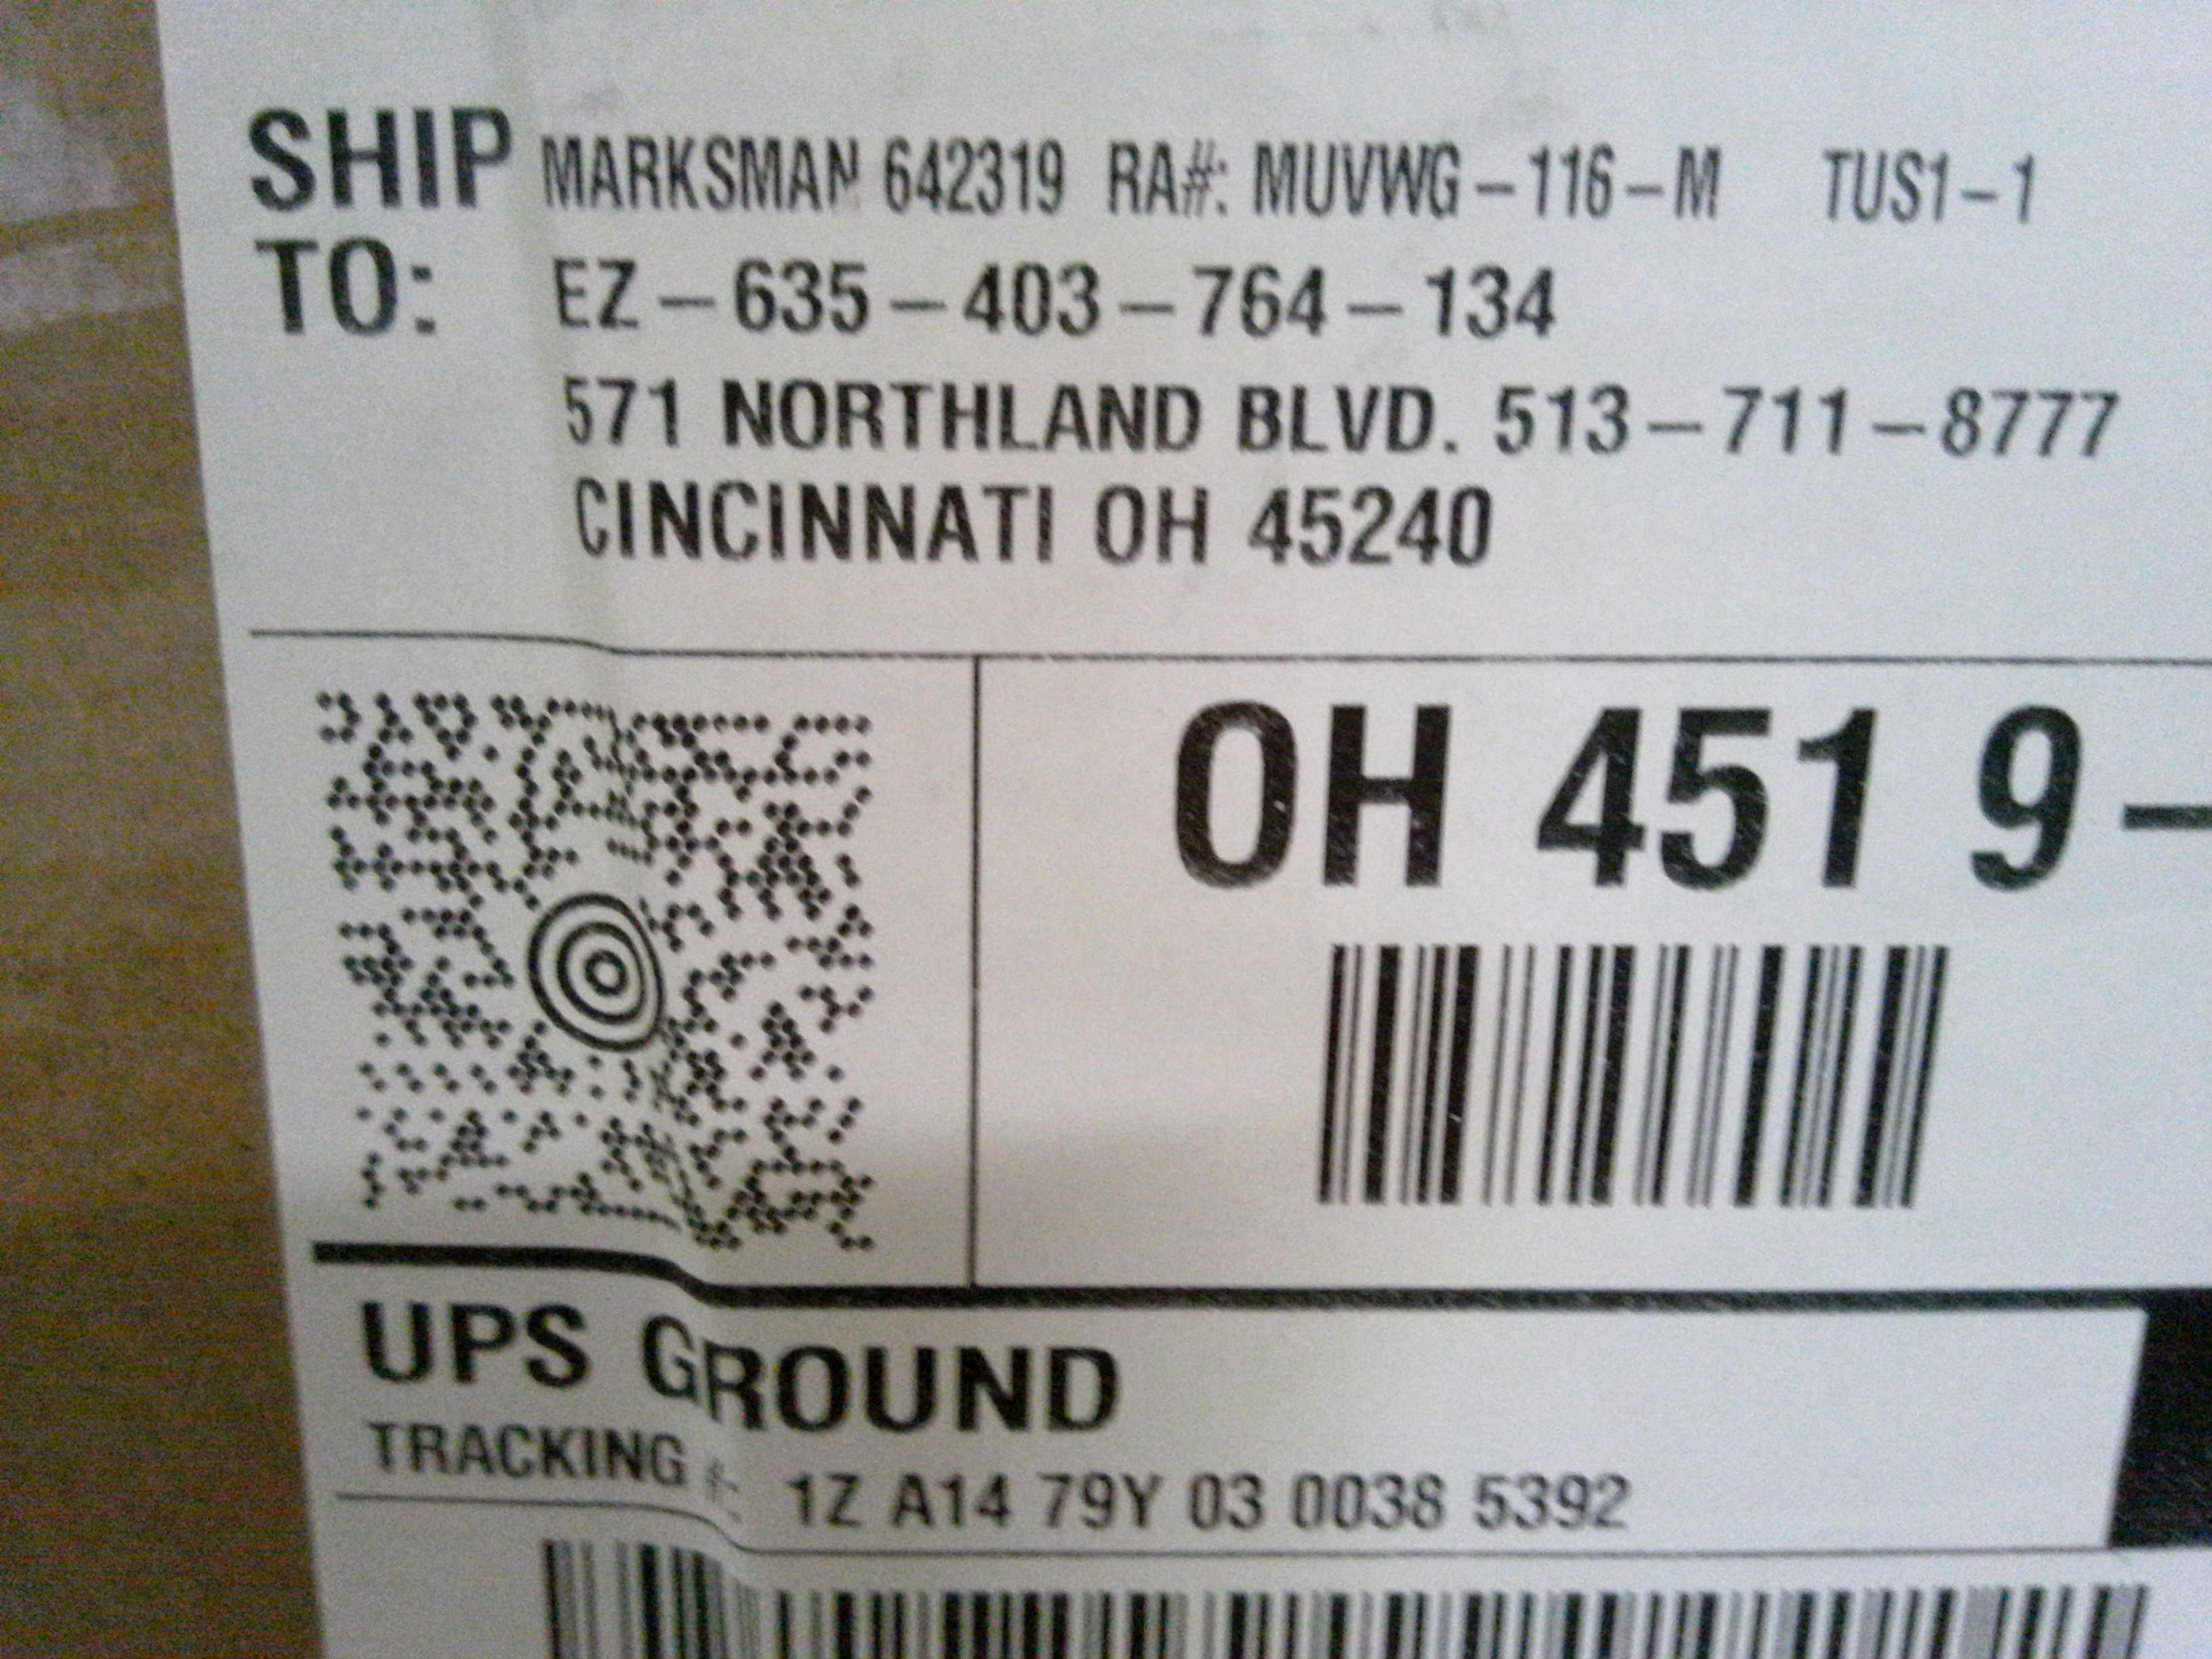 SHIP TO: MARKSMAN 642319 RA#: MUVWG-116-M TUS1-1
EZ-635-403-764-134
571 NORTHLAND BLVD. 513-711-8777
CINCINNATI OH 45240
OH 451 9-
UPS GROUND
TRACKING #: 1Z A14 79Y 03 0038 5392